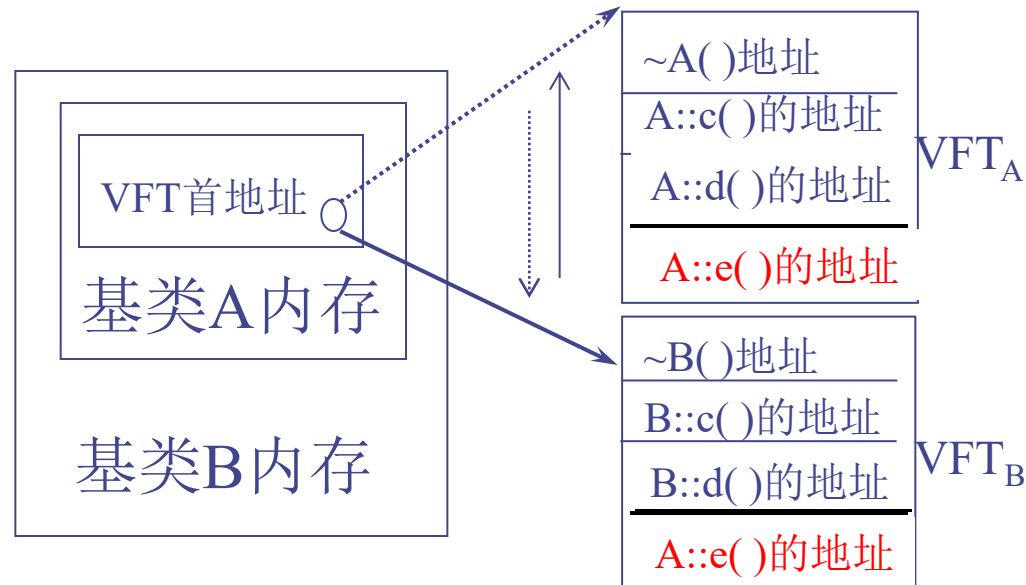 VFT首地址
基类A内存
基类B内存
~A( )地址
A::c( )的地址
A::d( )的地址
A::e( )的地址
VFTA
~B( )地址
B::c( )的地址
B::d( )的地址
A::e( )的地址
VFTB